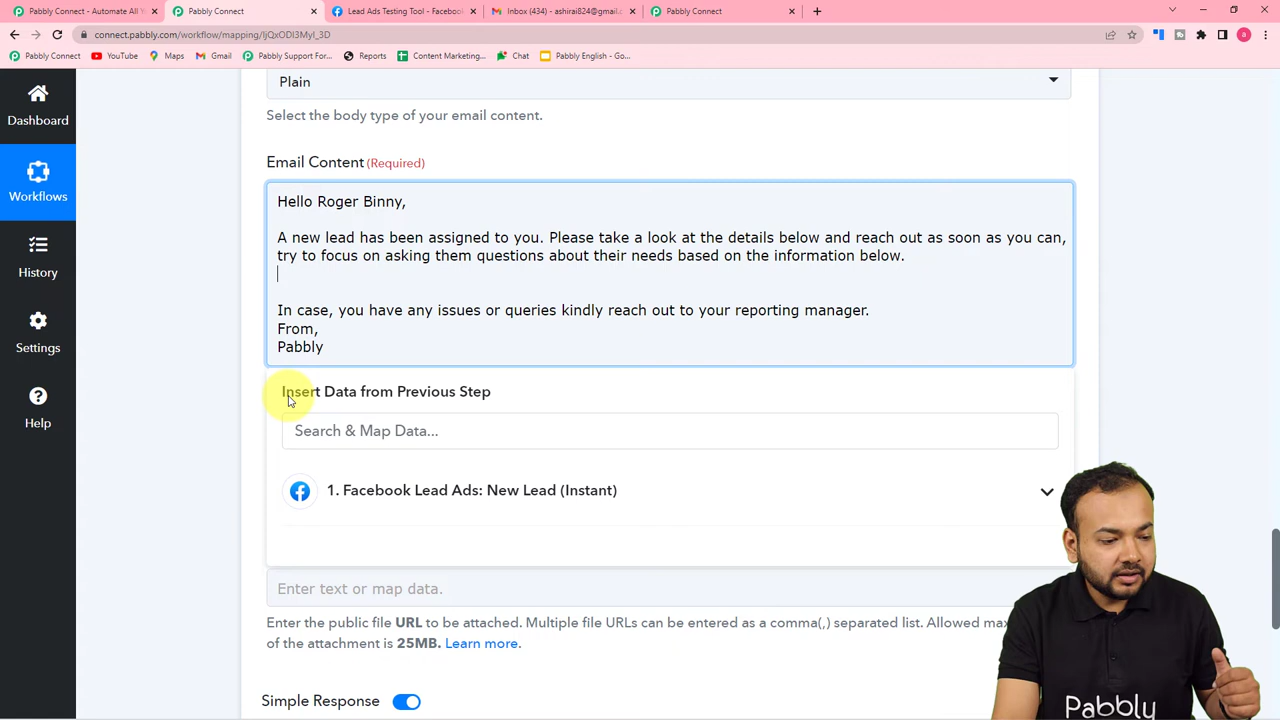 Pabbly Connect - Automate All Y
Pabbly Connect
Lead Ads Testing Tool - Faceboo
Inbox (434) - ashirai824@gmail.c
Pabbly Connect
connect.pabbly.com/workflow/mapping/
Pabbly Connect
YouTube
Maps
Gmail
Pabbly Support For...
Reports
Content Marketing...
Chat
Pabbly English - Go...
Dashboard
Workflows
History
Settings
Help
Plain
Select the body type of your email content.
Email Content (Required)
Hello Roger Binny,
A new lead has been assigned to you. Please take a look at the details below and reach out as soon as you can,
try to focus on asking them questions about their needs based on the information below.
In case, you have any issues or queries kindly reach out to your reporting manager.
From,
Pabbly
Insert Data from Previous Step
Search & Map Data...
1. Facebook Lead Ads: New Lead (Instant)
Enter text or map data.
Enter the public file URL to be attached. Multiple file URLs can be entered as a comma(,) separated list. Allowed
of the attachment is 25MB. Learn more.
Simple Response
Pabbly